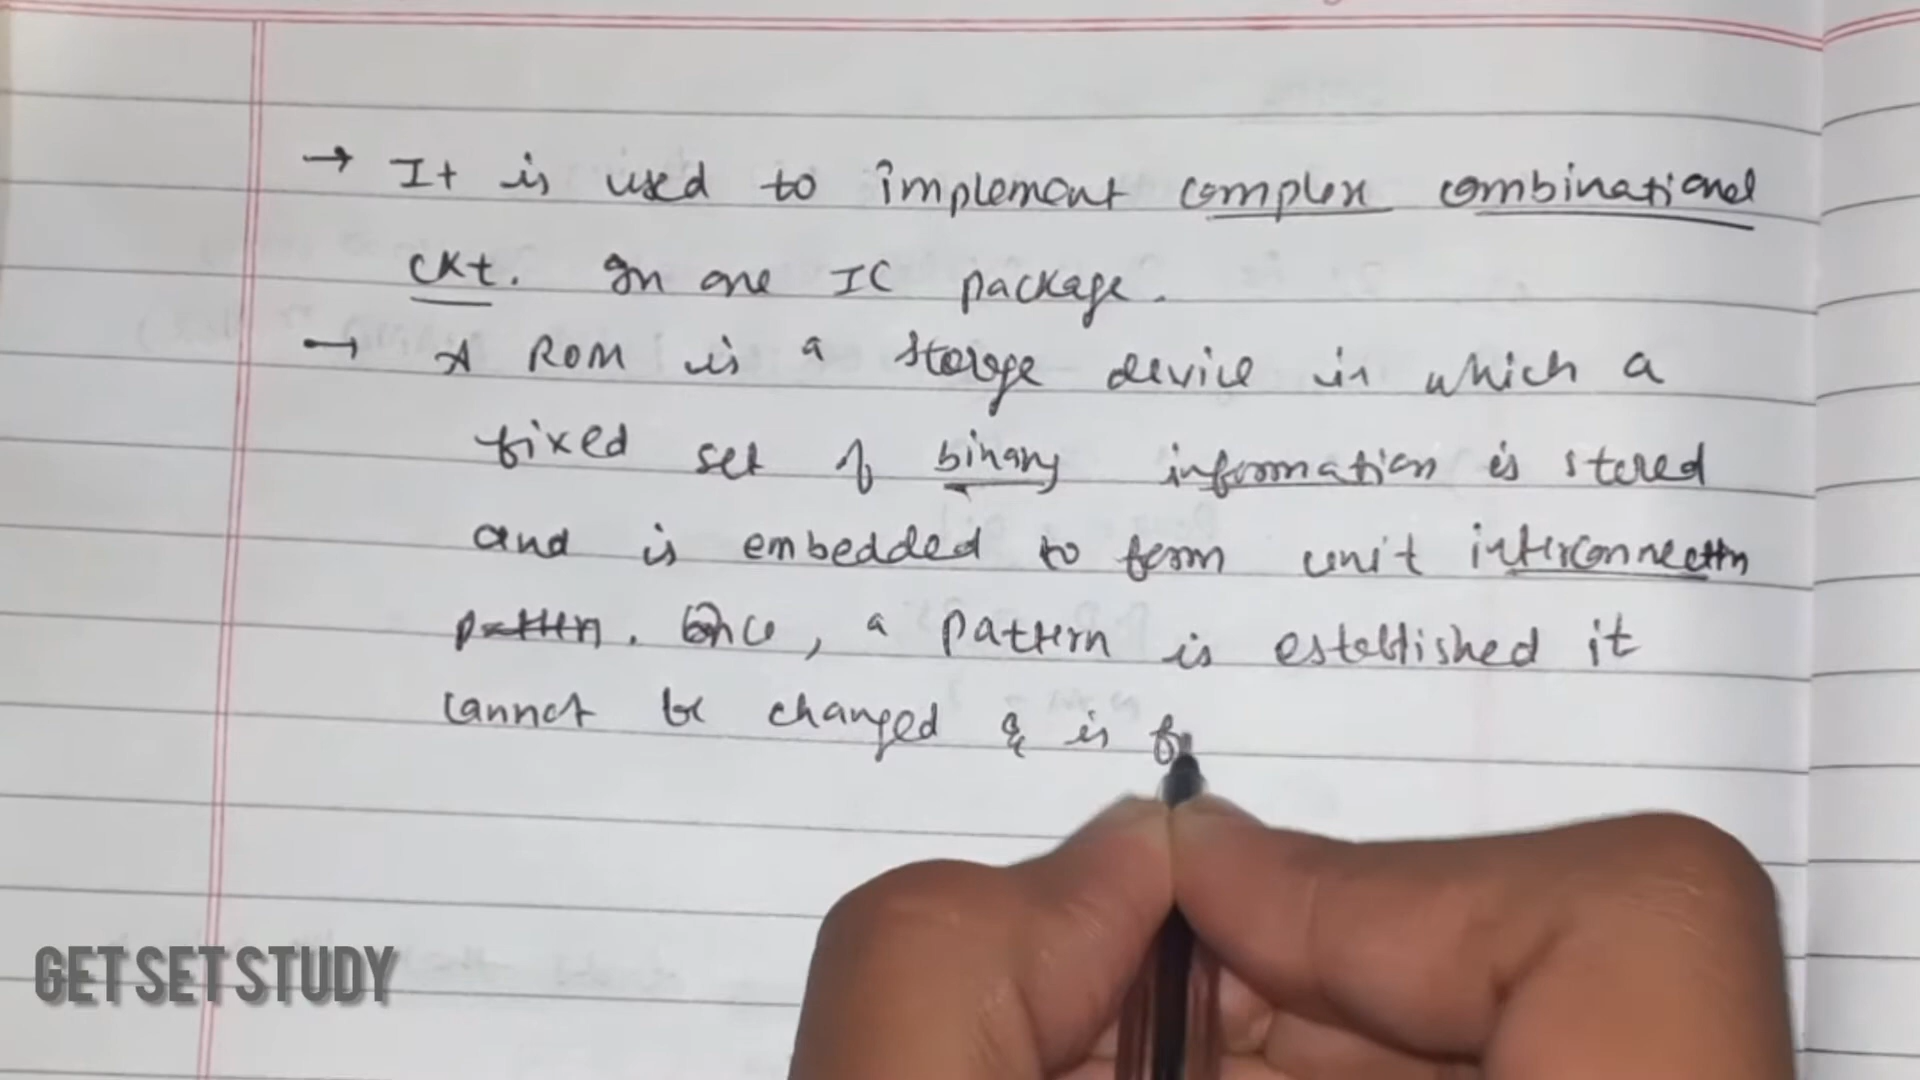 → It is used to implement complex combinational
ckt. In one IC package.
→ A ROM is a storage device in which a
fixed set of binary information is stored
and is embedded to form unit interconnectn
pattern. Once, a pattern is established it
cannot be changed & is
GET SET STUDY